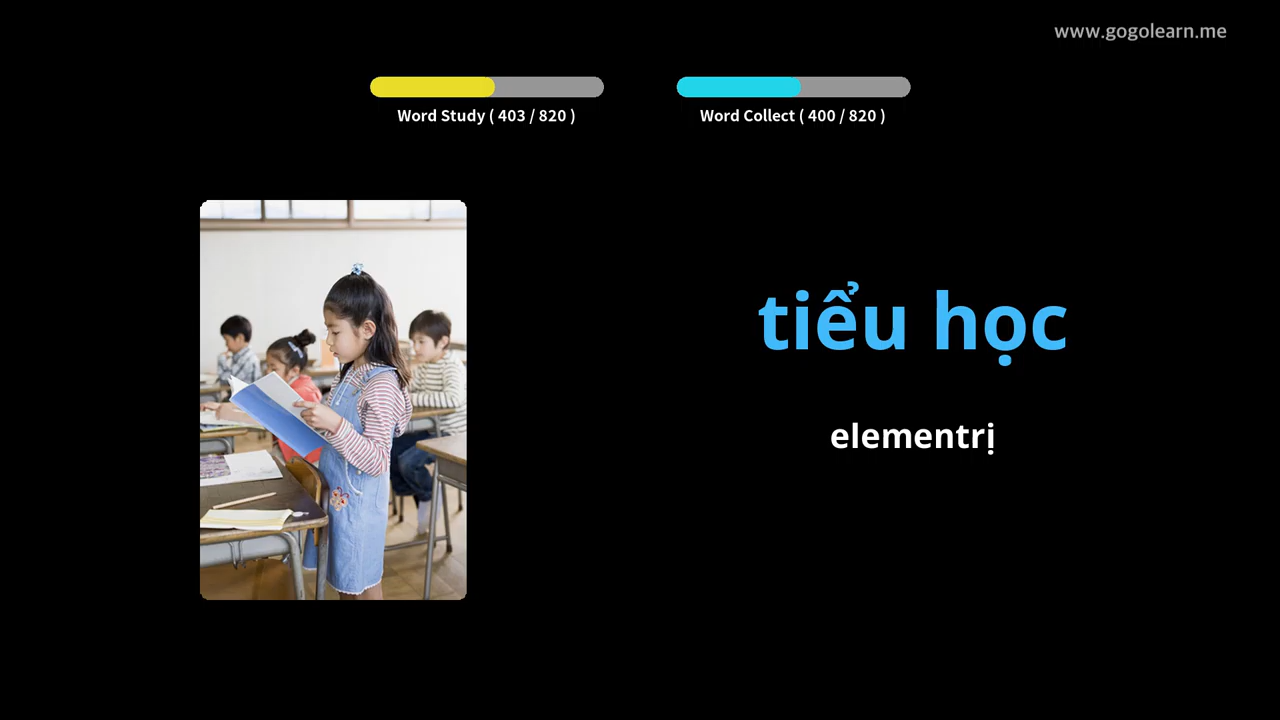 www.gogolearn.me
Word Study ( 403 / 820 )
Word Collect ( 400 / 820 )
tiểu học
elementrị